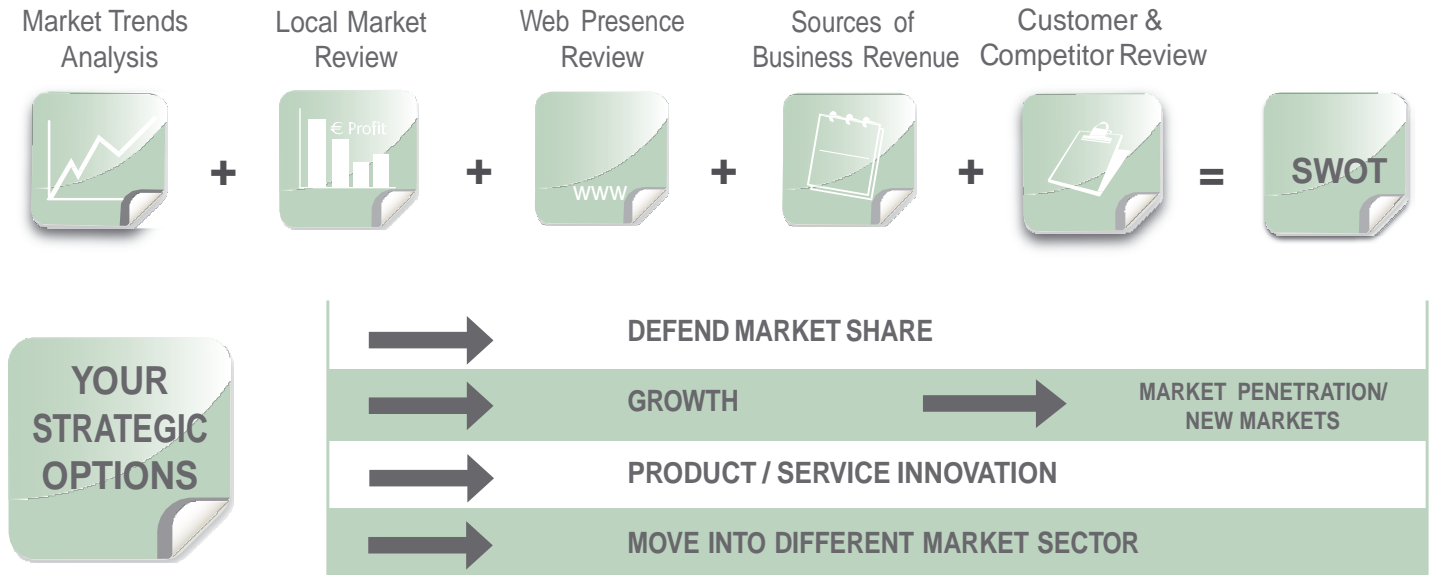 Market Trends
Analysis
Local Market
Review
Web Presence
Review
Sources of
Business Revenue
Customer &
Competitor Review
+
€ Profit
+
www
+
+
=
SWOT
YOUR
STRATEGIC
OPTIONS
DEFEND MARKET SHARE
GROWTH
MARKET PENETRATION/
NEW MARKETS
PRODUCT / SERVICE INNOVATION
MOVE INTO DIFFERENT MARKET SECTOR